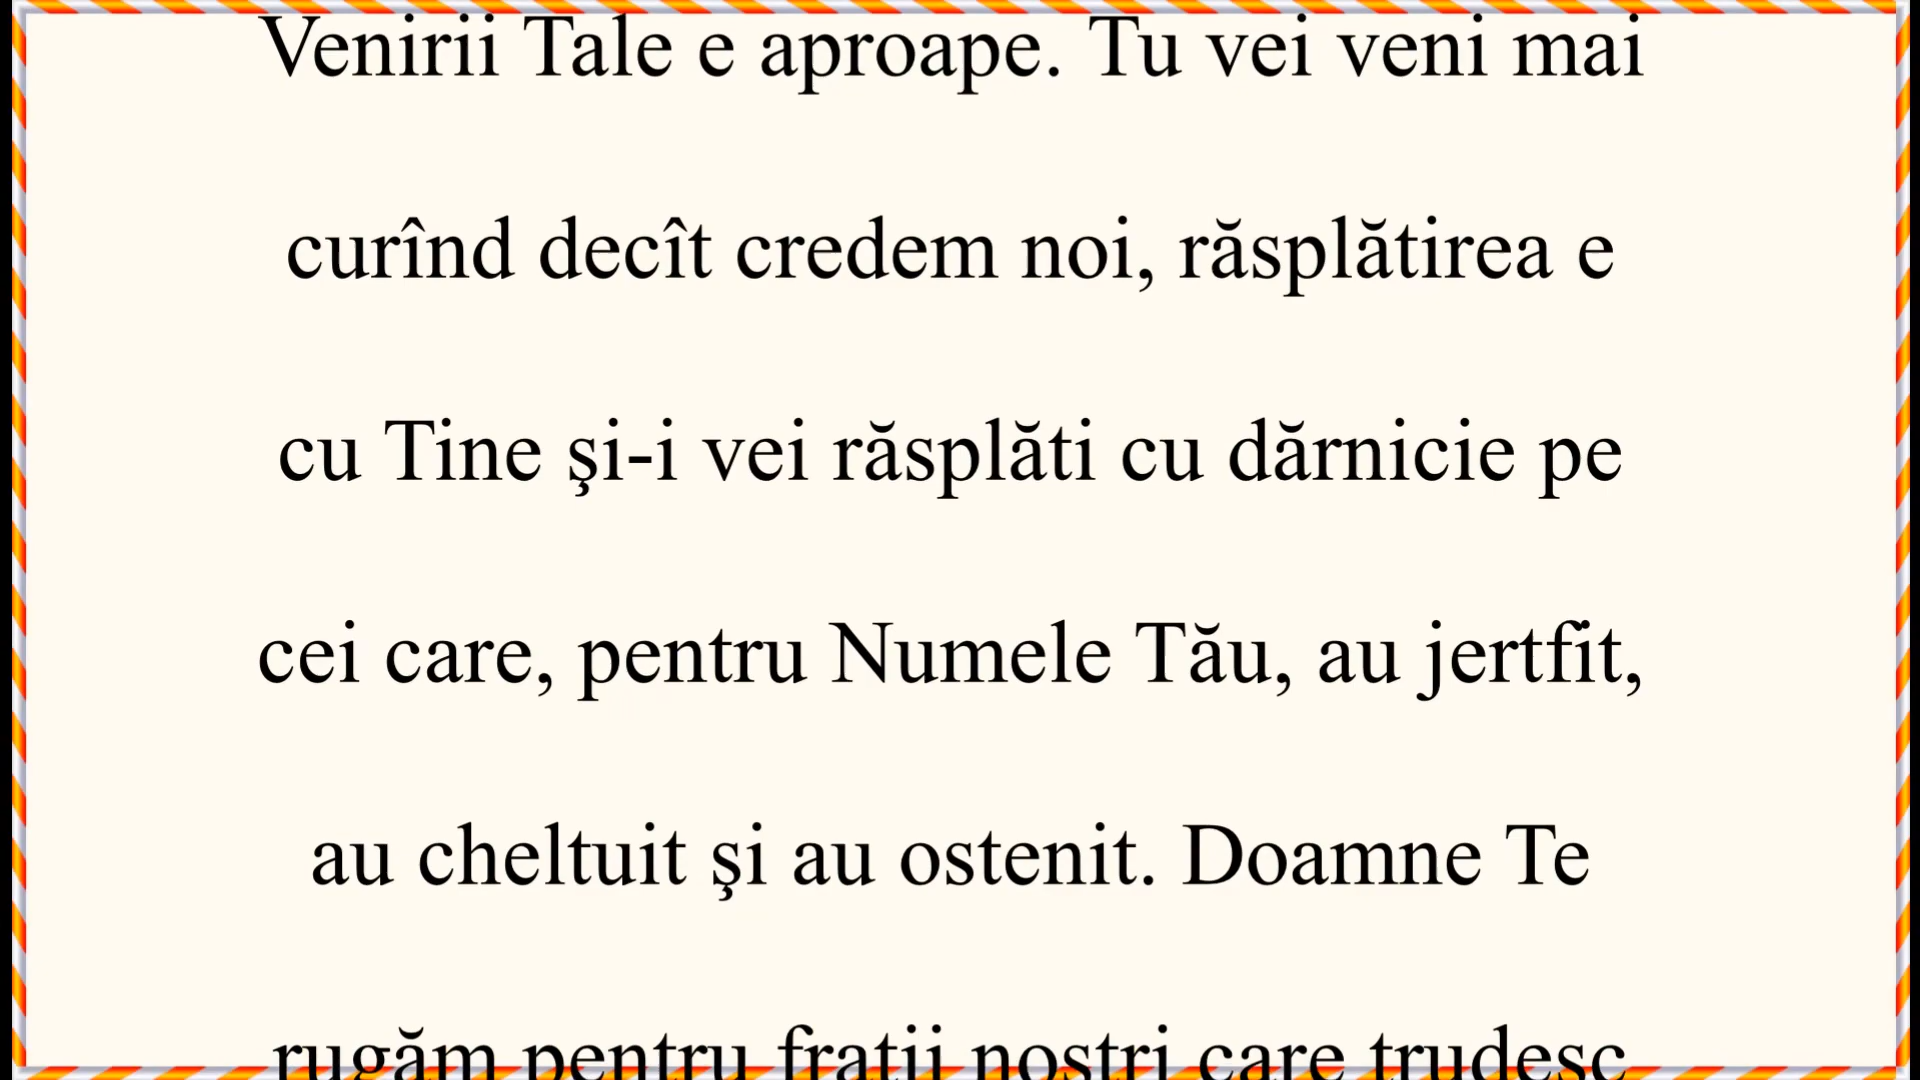 Venirii Tale e aproape. Tu vei veni mai
curînd decît credem noi, răsplătirea e
cu Tine şi-i vei răsplăti cu dărnicie pe
cei care, pentru Numele Tău, au jertfit,
au cheltuit şi au ostenit. Doamne Te
rugăm pentru fraţii noştri care trudesc